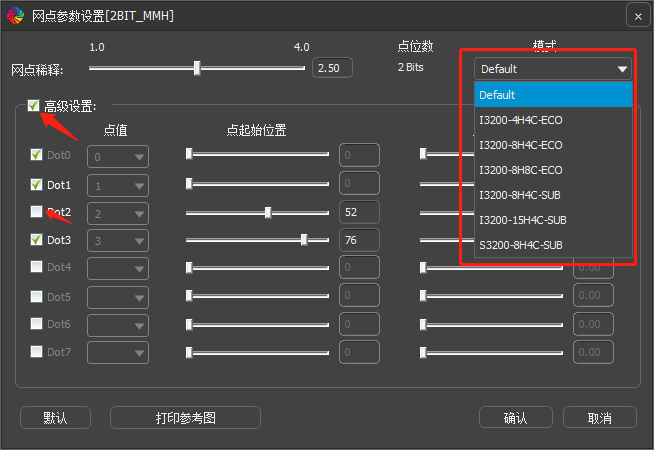 网点参数设置[2BIT_MMH]
1.0 4.0 点位数 模式
网点稀释: 2.50 2 Bits Default
Default
高级设置:
I3200-4H4C-ECO
点值 点起始位置
I3200-8H4C-ECO
Dot0 0 0
I3200-8H8C-ECO
Dot1 1 0
I3200-8H4C-SUB
Dot2 2 52
I3200-15H4C-SUB
Dot3 3 76
S3200-8H4C-SUB
Dot4 0 0.00
Dot5 0 0.00
Dot6 0 0.00
Dot7 0 0.00
默认 打印参考图 确认 取消